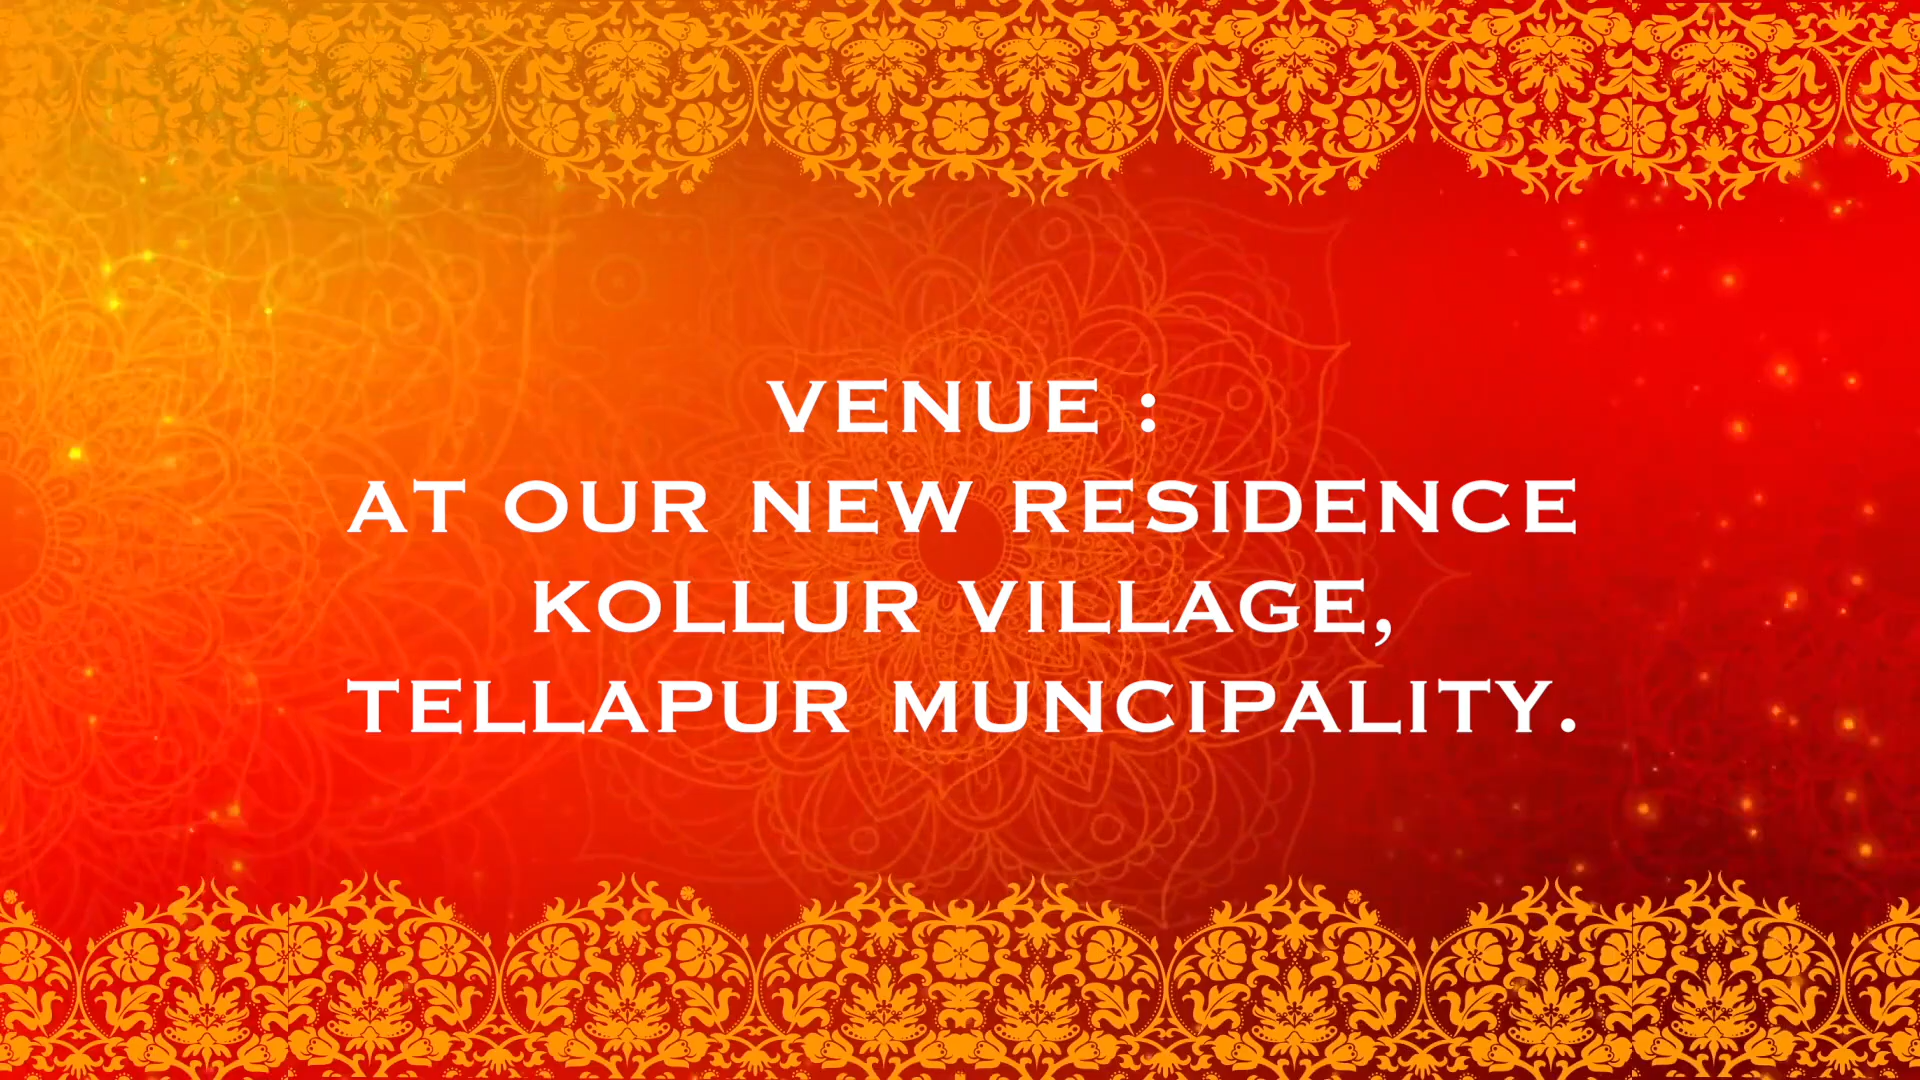 VENUE :
AT OUR NEW RESIDENCE
KOLLUR VILLAGE,
TELLAPUR MUNCIPALITY.